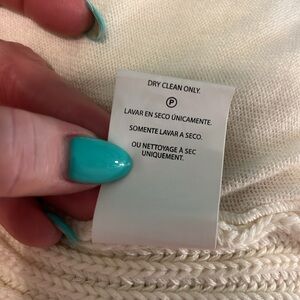 DRY CLEAN ONLY.
P
LAVAR EN SECO ÚNICAMENTE.
SOMENTE LAVAR A SECO.
OU NETTOYAGE À SEC
UNIQUEMENT.